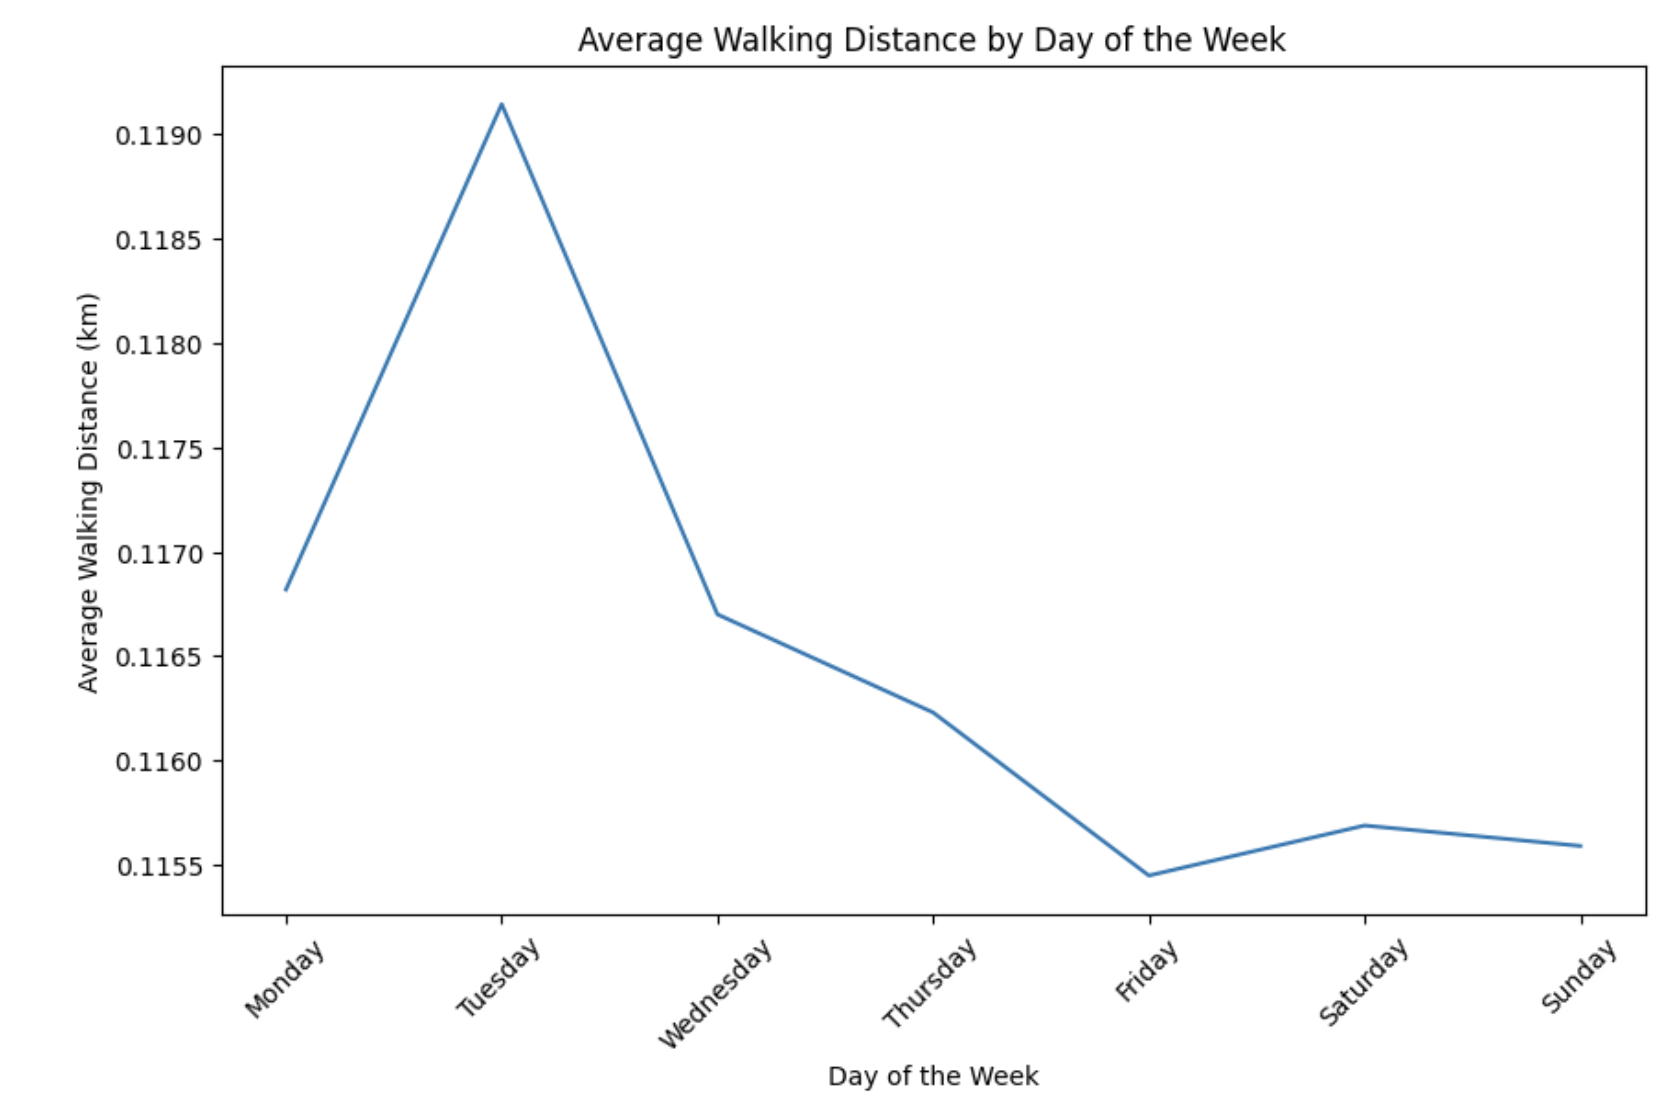 Average Walking Distance by Day of the Week
Average Walking Distance (km)
0.1190
0.1185
0.1180
0.1175
0.1170
0.1165
0.1160
0.1155
Monday
Tuesday
Wednesday
Thursday
Friday
Saturday
Sunday
Day of the Week